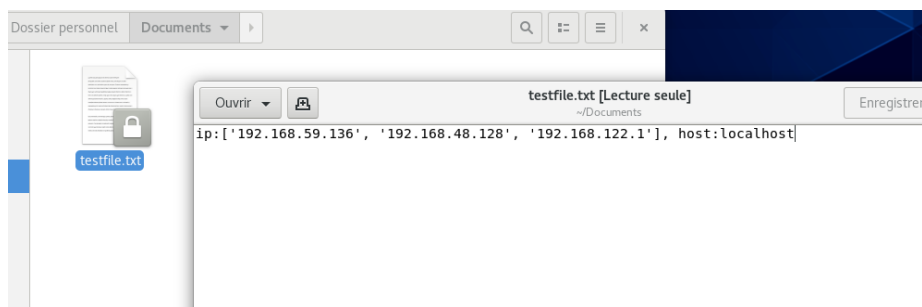 Dossier personnel Documents
testfile.txt
Ouvrir
testfile.txt [Lecture seule]
~/Documents
Enregistrer
ip:['192.168.59.136', '192.168.48.128', '192.168.122.1'], host:localhost